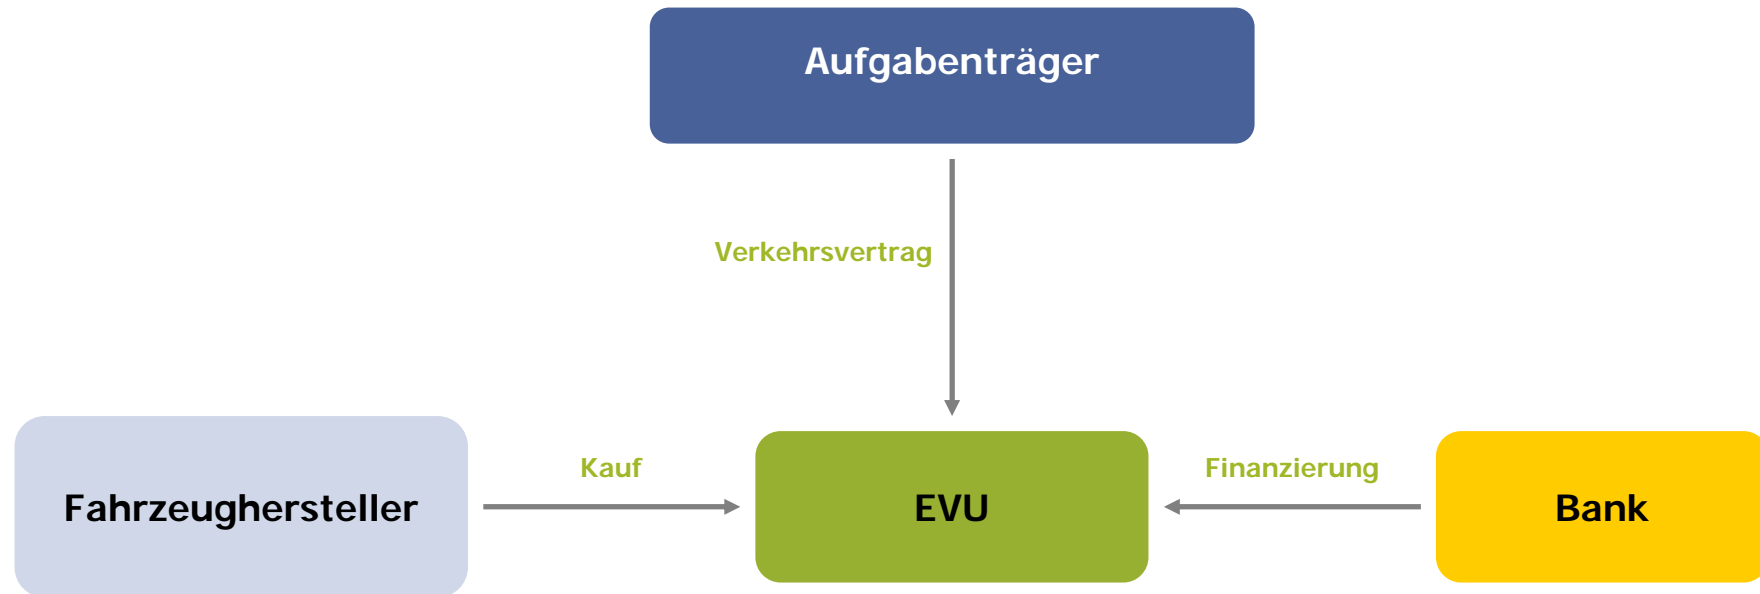 Aufgabenträger
Verkehrsvertrag
Kauf
Finanzierung
Fahrzeughersteller
EVU
Bank